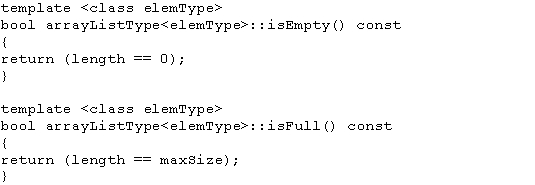 template <class elemType>
bool arrayListType<elemType>::isEmpty() const
{
return (length == 0);
}
template <class elemType>
bool arrayListType<elemType>::isFull() const
{
return (length == maxSize);
}